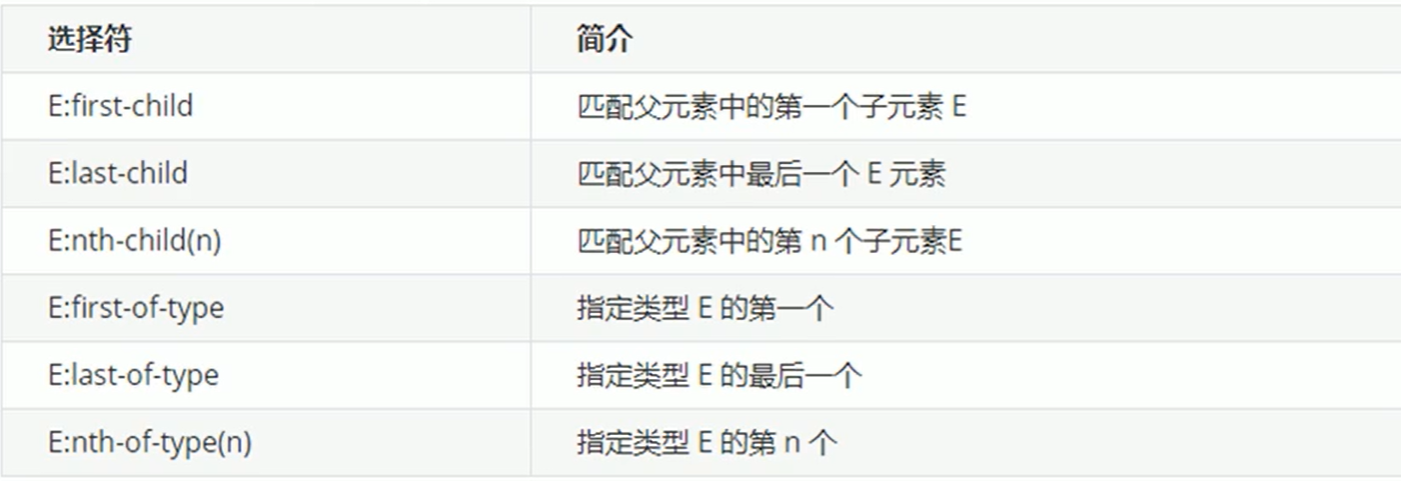 选择符 简介
E:first-child 匹配父元素中的第一个子元素 E
E:last-child 匹配父元素中最后一个 E 元素
E:nth-child(n) 匹配父元素中的第 n 个子元素E
E:first-of-type 指定类型 E 的第一个
E:last-of-type 指定类型 E 的最后一个
E:nth-of-type(n) 指定类型 E 的第 n 个